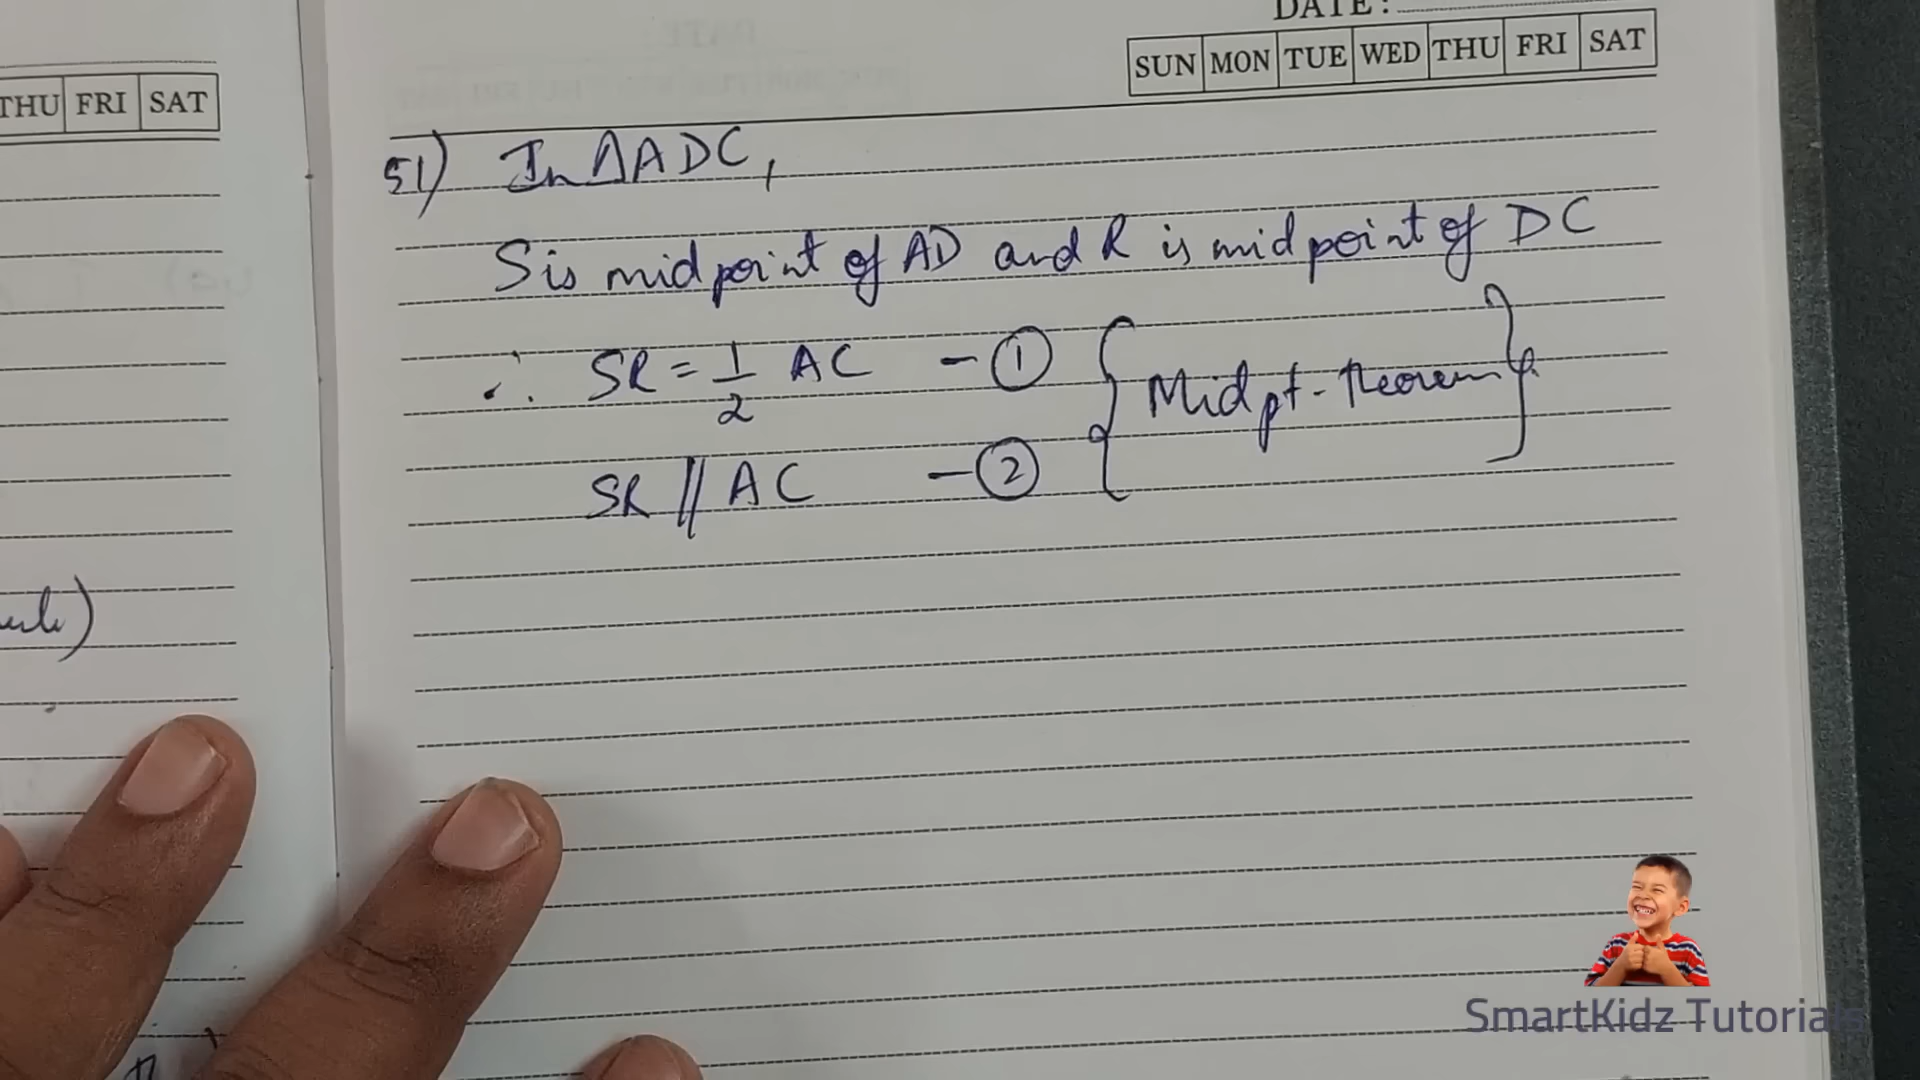 DATE:
SUN MON TUE WED THU FRI SAT
THU FRI SAT
51) In ΔADC,
S is midpoint of AD and R is midpoint of DC
∴ SR = 1/2 AC - ① { Midpt. theorem }
SR ∥ AC - ②
SmartKidz Tutorials